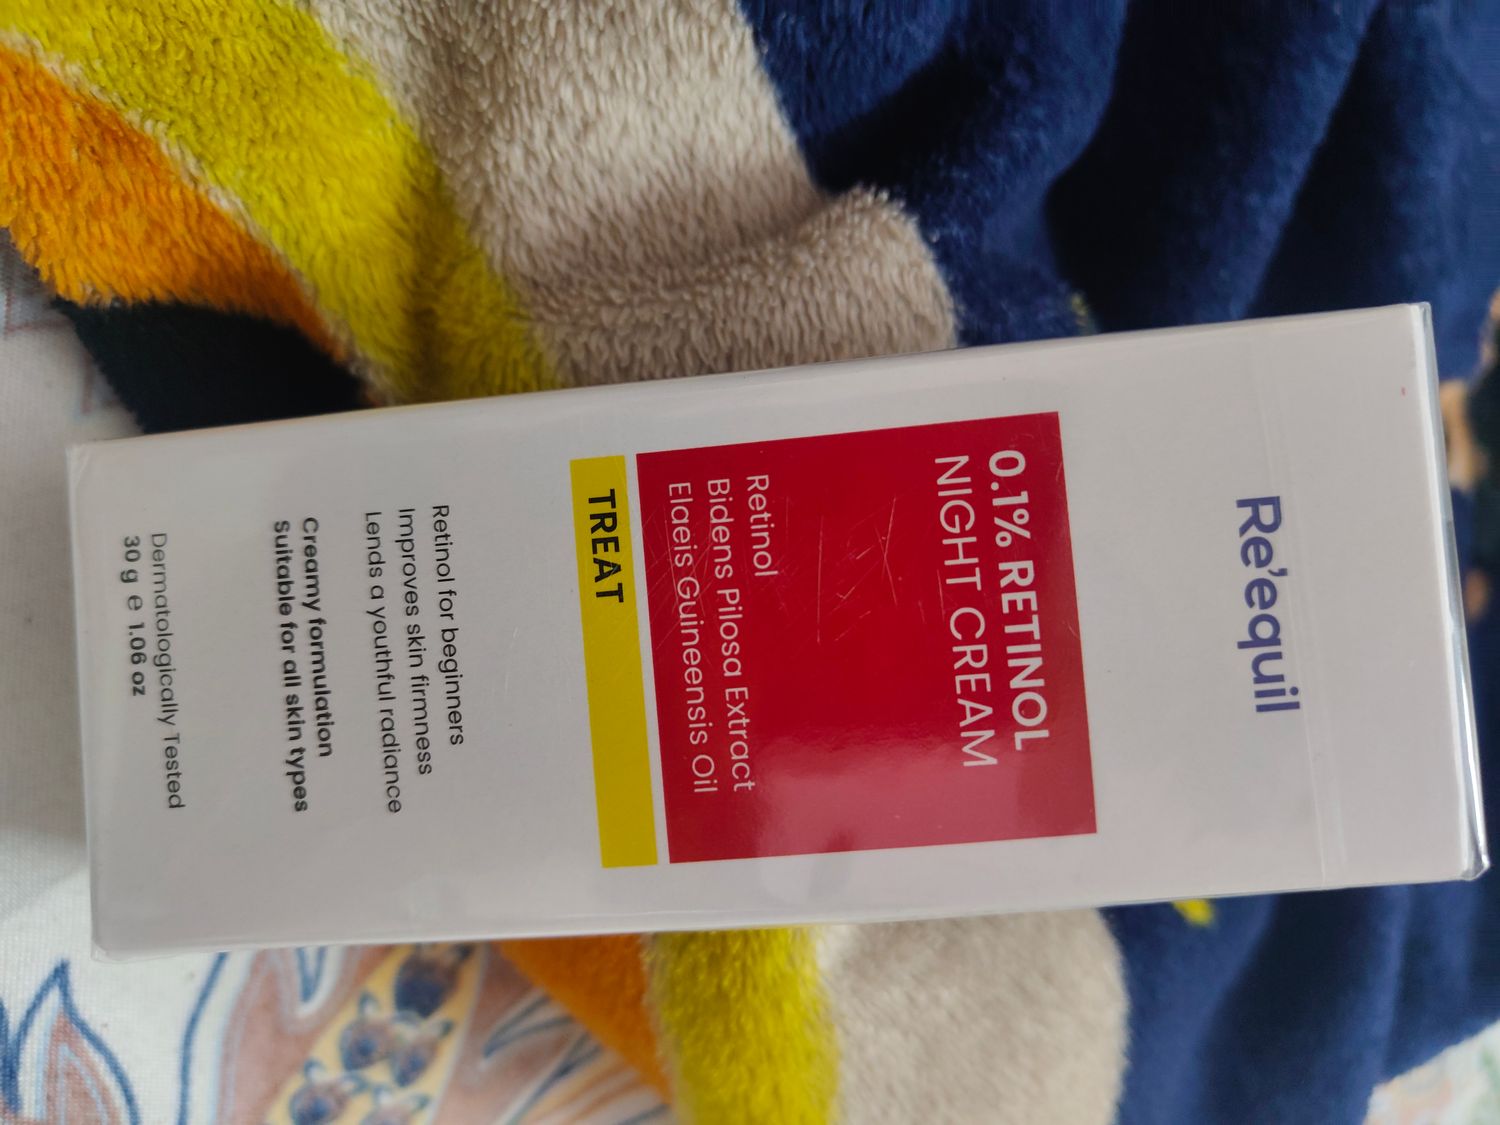 Re'equil
0.1% RETINOL
NIGHT CREAM
Retinol
Bidens Pilosa Extract
Elaeis Guineensis Oil
TREAT
Retinol for beginners
Improves skin firmness
Lends a youthful radiance
Creamy formulation
Suitable for all skin types
Dermatologically Tested
30 g e 1.06 oz